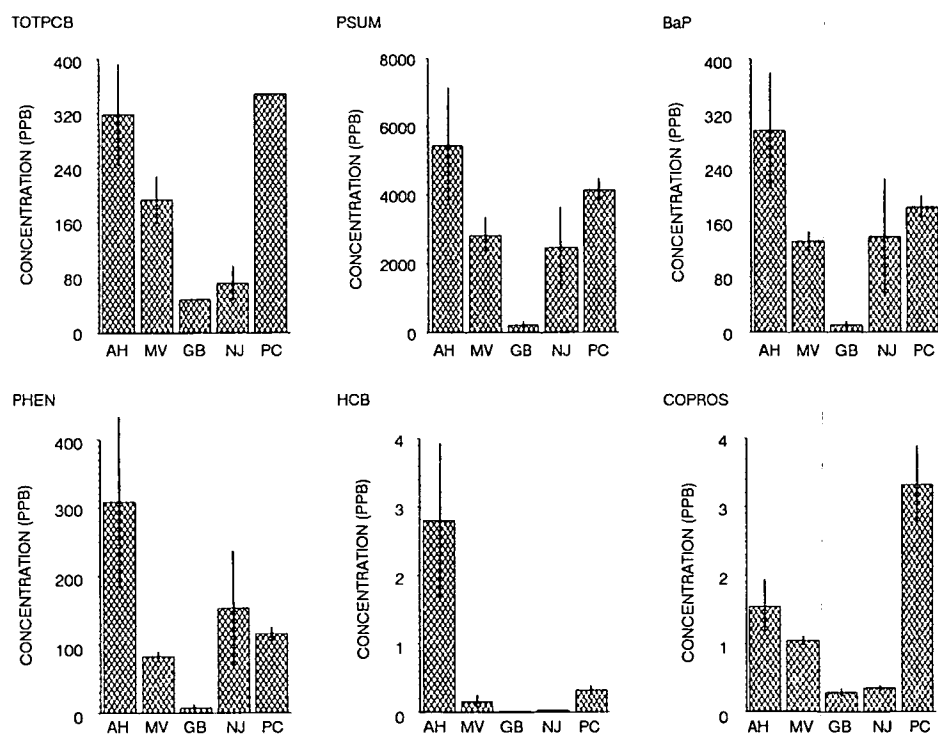 TOTPCB
CONCENTRATION (PPB)
400
320
240
160
80
0
AH MV GB NJ PC
PSUM
CONCENTRATION (PPB)
8000
6000
4000
2000
0
AH MV GB NJ PC
BaP
CONCENTRATION (PPB)
400
320
240
160
80
0
AH MV GB NJ PC
PHEN
CONCENTRATION (PPB)
400
300
200
100
0
AH MV GB NJ PC
HCB
CONCENTRATION (PPB)
4
3
2
1
0
AH MV GB NJ PC
COPROS
CONCENTRATION (PPB)
4
3
2
1
0
AH MV GB NJ PC